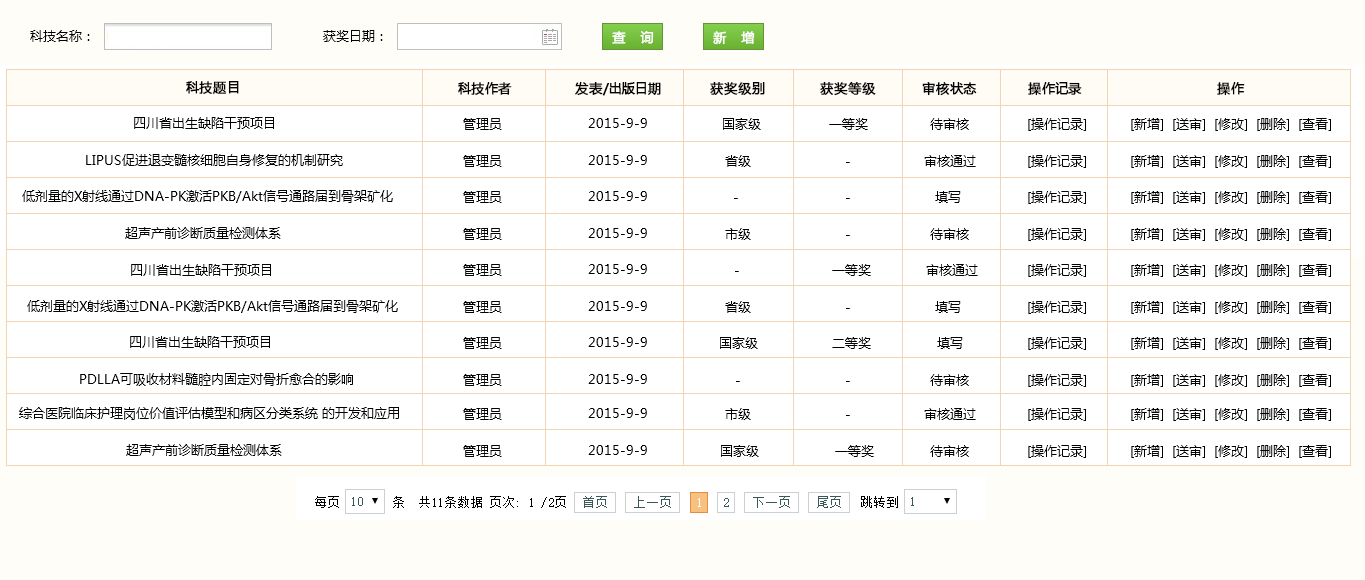 科技名称： 获奖日期： 查 询 新 增
科技题目 科技作者 发表/出版日期 获奖级别 获奖等级 审核状态 操作记录 操作
四川省出生缺陷干预项目 管理员 2015-9-9 国家级 一等奖 待审核 [操作记录] [新增] [送审] [修改] [删除] [查看]
LIPUS促进退变髓核细胞自身修复的机制研究 管理员 2015-9-9 省级 - 审核通过 [操作记录] [新增] [送审] [修改] [删除] [查看]
低剂量的X射线通过DNA-PK激活PKB/Akt信号通路届到骨架矿化 管理员 2015-9-9 - - 填写 [操作记录] [新增] [送审] [修改] [删除] [查看]
超声产前诊断质量检测体系 管理员 2015-9-9 市级 - 待审核 [操作记录] [新增] [送审] [修改] [删除] [查看]
四川省出生缺陷干预项目 管理员 2015-9-9 - 一等奖 审核通过 [操作记录] [新增] [送审] [修改] [删除] [查看]
低剂量的X射线通过DNA-PK激活PKB/Akt信号通路届到骨架矿化 管理员 2015-9-9 省级 - 填写 [操作记录] [新增] [送审] [修改] [删除] [查看]
四川省出生缺陷干预项目 管理员 2015-9-9 国家级 二等奖 填写 [操作记录] [新增] [送审] [修改] [删除] [查看]
PDLLA可吸收材料髓腔内固定对骨折愈合的影响 管理员 2015-9-9 - - 待审核 [操作记录] [新增] [送审] [修改] [删除] [查看]
综合医院临床护理岗位价值评估模型和病区分类系统 的开发和应用 管理员 2015-9-9 市级 - 审核通过 [操作记录] [新增] [送审] [修改] [删除] [查看]
超声产前诊断质量检测体系 管理员 2015-9-9 国家级 一等奖 待审核 [操作记录] [新增] [送审] [修改] [删除] [查看]
每页 10 条 共11条数据 页次: 1 /2页 首页 上一页 1 2 下一页 尾页 跳转到 1